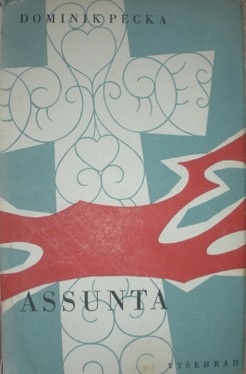 DOMINIK PECKA
ASSUNTA
VYŠEHRAD